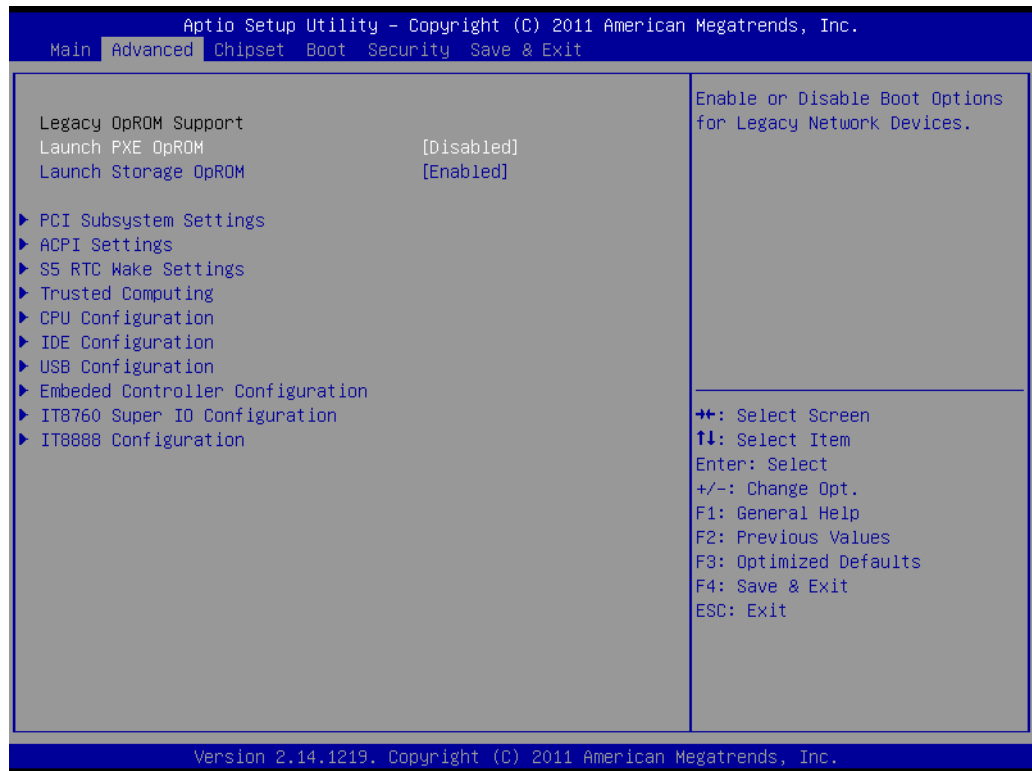 Aptio Setup Utility – Copyright (C) 2011 American Megatrends, Inc.
Main Advanced Chipset Boot Security Save & Exit
Legacy OpROM Support
Launch PXE OpROM [Disabled]
Launch Storage OpROM [Enabled]
▶ PCI Subsystem Settings
▶ ACPI Settings
▶ S5 RTC Wake Settings
▶ Trusted Computing
▶ CPU Configuration
▶ IDE Configuration
▶ USB Configuration
▶ Embeded Controller Configuration
▶ IT8760 Super IO Configuration
▶ IT8888 Configuration
Enable or Disable Boot Options
for Legacy Network Devices.
→←: Select Screen
↑↓: Select Item
Enter: Select
+/-: Change Opt.
F1: General Help
F2: Previous Values
F3: Optimized Defaults
F4: Save & Exit
ESC: Exit
Version 2.14.1219. Copyright (C) 2011 American Megatrends, Inc.